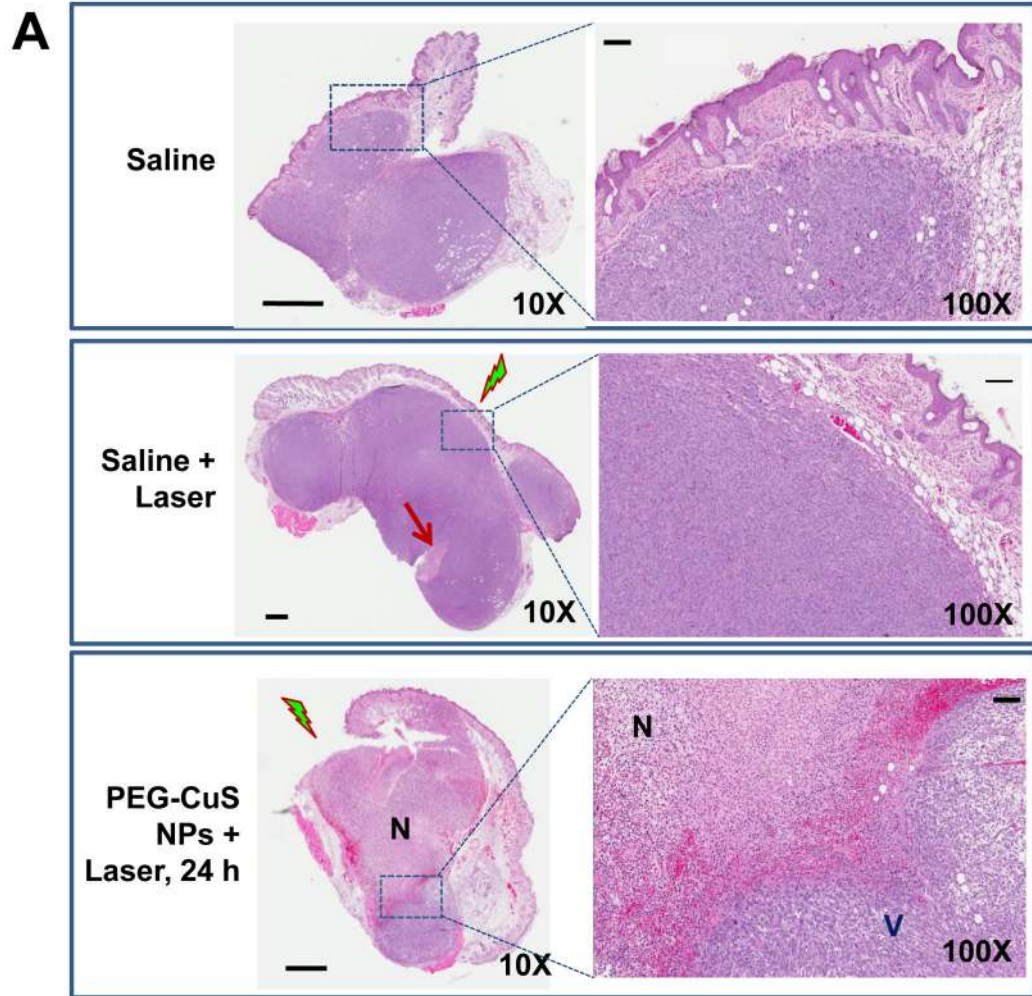 A
Saline
10X
100X
Saline +
Laser
10X
100X
PEG-CuS
NPs +
Laser, 24 h
N
10X
N
V
100X